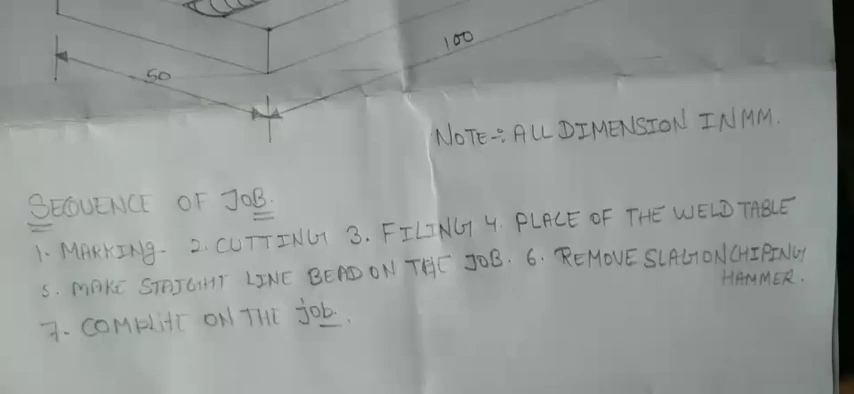 100
50
NOTE-: ALL DIMENSION IN MM.
SEQUENCE OF JOB.
1. MARKING- 2. CUTTING 3. FILING 4. PLACE OF THE WELD TABLE
5. MAKE STAIGHT LINE BEAD ON THE JOB. 6. REMOVE SLAG ON CHIPING
HAMMER.
7- COMPLITE ON THE job.